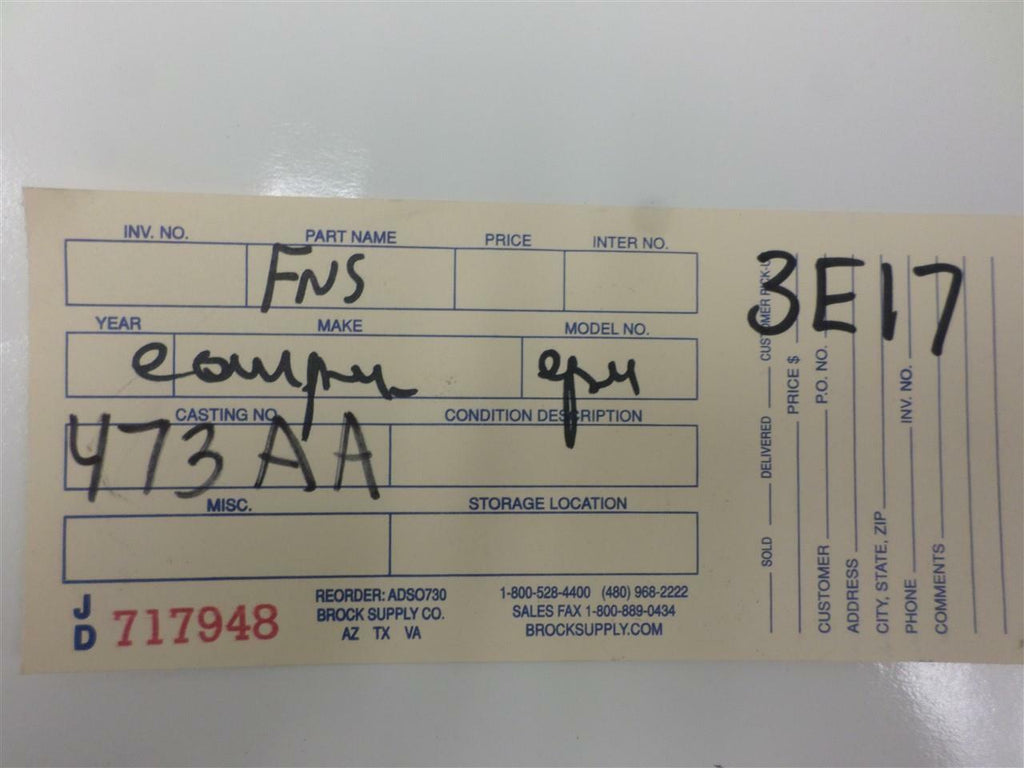 INV. NO. PART NAME PRICE INTER NO.
FNS
YEAR MAKE MODEL NO.
CASTING NO. CONDITION DESCRIPTION
473AA
MISC. STORAGE LOCATION
JD 717948
REORDER: ADSO730
BROCK SUPPLY CO.
AZ TX VA
1-800-528-4400 (480) 968-2222
SALES FAX 1-800-889-0434
BROCKSUPPLY.COM
3E17
SOLD DELIVERED CUSTOMER PICK-U
PRICE $
CUSTOMER P.O. NO.
ADDRESS
CITY, STATE, ZIP
PHONE INV. NO.
COMMENTS